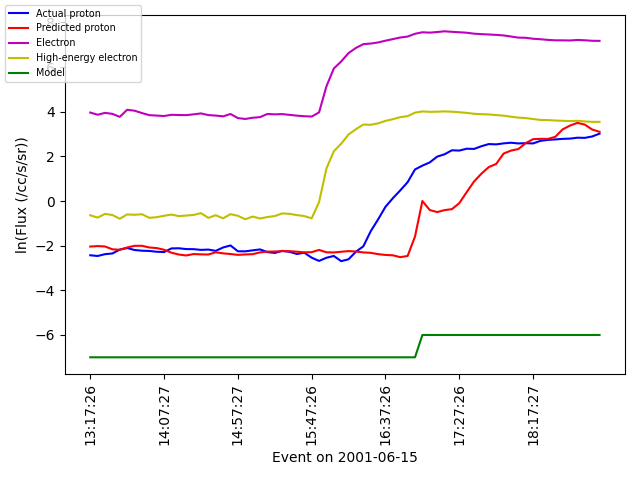 Actual proton
Predicted proton
Electron
High-energy electron
Model
ln(Flux (/cc/s/sr))
4
2
0
−2
−4
−6
13:17:26
14:07:27
14:57:27
15:47:26
16:37:26
17:27:26
18:17:27
Event on 2001-06-15